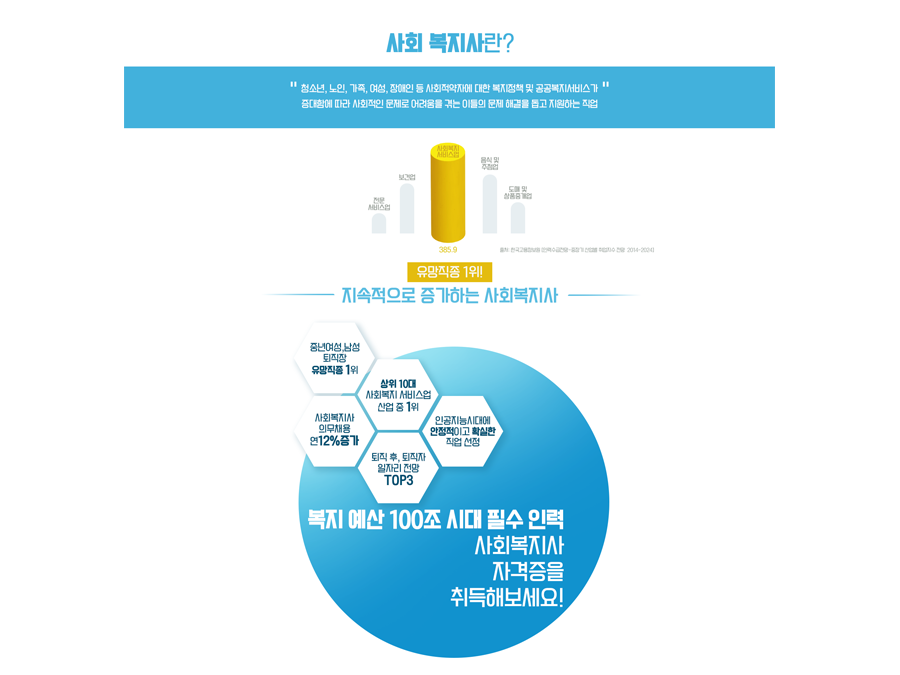 사회 복지사란?
" 청소년, 노인, 가족, 여성, 장애인 등 사회적약자에 대한 복지정책 및 공공복지서비스가 "
증대함에 따라 사회적인 문제로 어려움을 겪는 이들의 문제 해결을 돕고 지원하는 직업
사회복지
서비스업
음식 및
주점업
보건업
도매 및
상품중개업
전문
서비스업
385.9
출처: 한국고용정보원 [인력수급전망-중장기 산업별 취업자수 전망: 2014~2024]
유망직종 1위!
지속적으로 증가하는 사회복지사
중년여성,남성
퇴직장
유망직종 1위
상위 10대
사회복지 서비스업
산업 중 1위
사회복지사
의무채용
연12%증가
인공지능시대에
안정적이고 확실한
직업 선정
퇴직 후, 퇴직자
일자리 전망
TOP3
복지 예산 100조 시대 필수 인력
사회복지사
자격증을
취득해보세요!